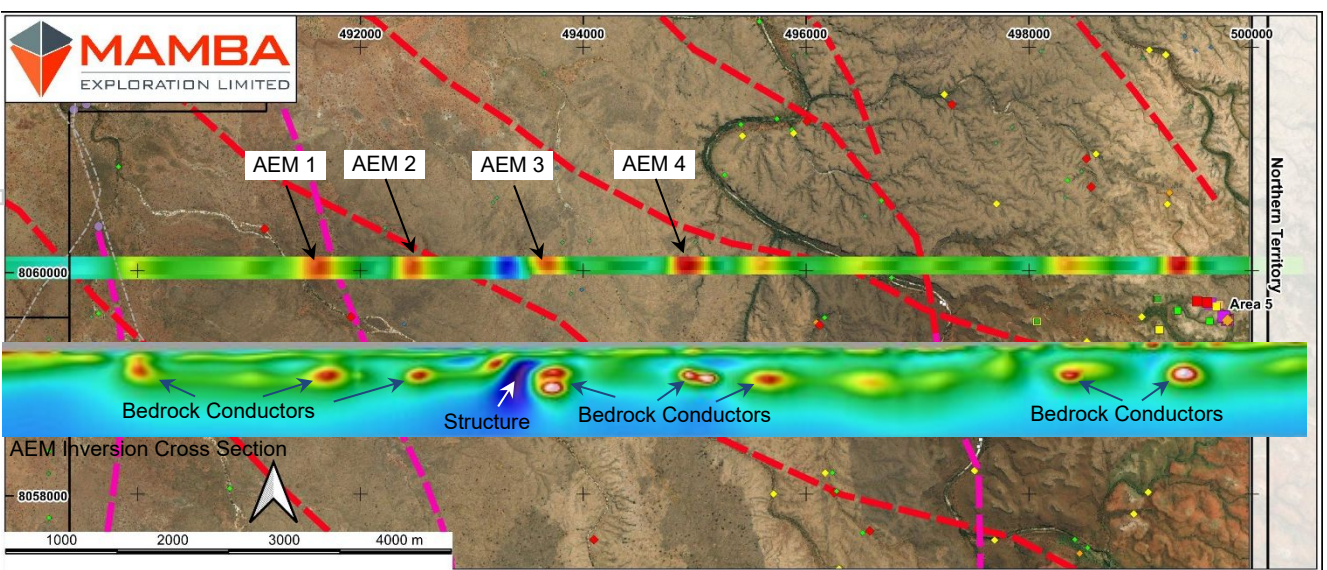 MAMBA
EXPLORATION LIMITED
492000
494000
496000
498000
500000
AEM 1
AEM 2
AEM 3
AEM 4
Northern Territory
8060000
Area 5
Bedrock Conductors
Structure
Bedrock Conductors
Bedrock Conductors
AEM Inversion Cross Section
8058000
1000
2000
3000
4000 m